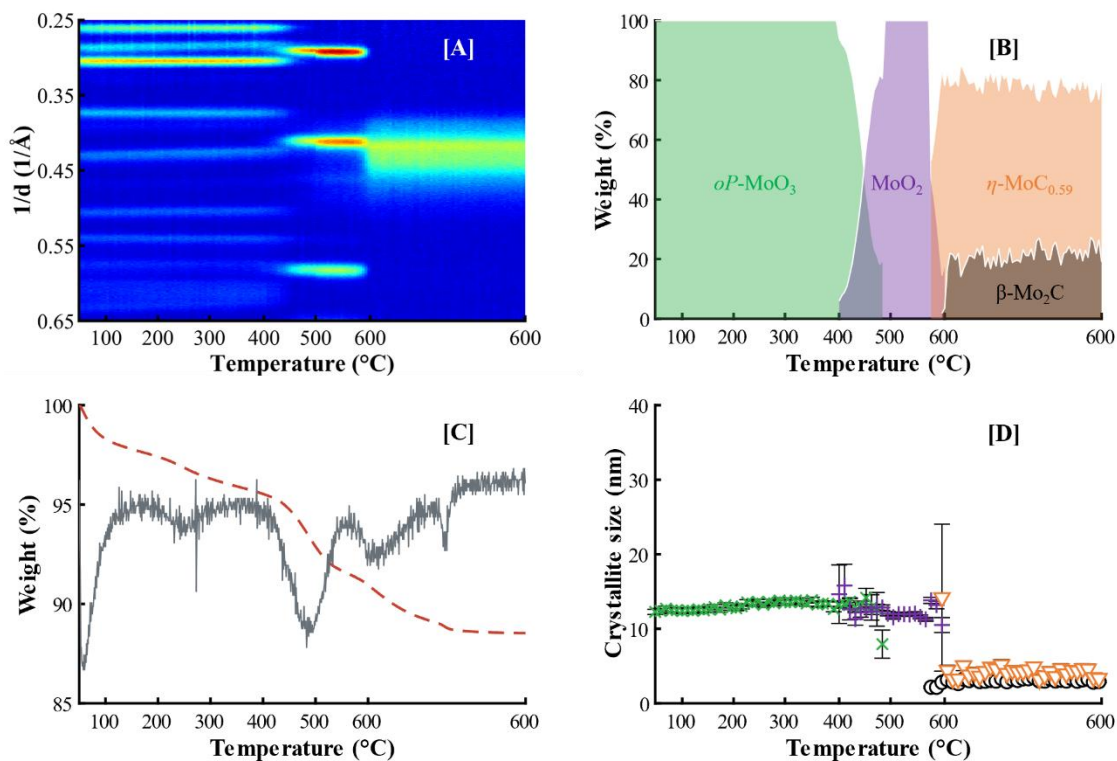 [A]
0.25
0.35
0.45
0.55
0.65
1/d (1/Å)
100 200 300 400 500 600 600
Temperature (°C)
[B]
100
80
60
40
20
0
Weight (%)
oP-MoO₃
MoO₂
η-MoC₀.₅₉
β-Mo₂C
100 200 300 400 500 600 600
Temperature (°C)
[C]
100
95
90
85
Weight (%)
100 200 300 400 500 600 600
Temperature (°C)
[D]
40
30
20
10
0
Crystallite size (nm)
100 200 300 400 500 600 600
Temperature (°C)